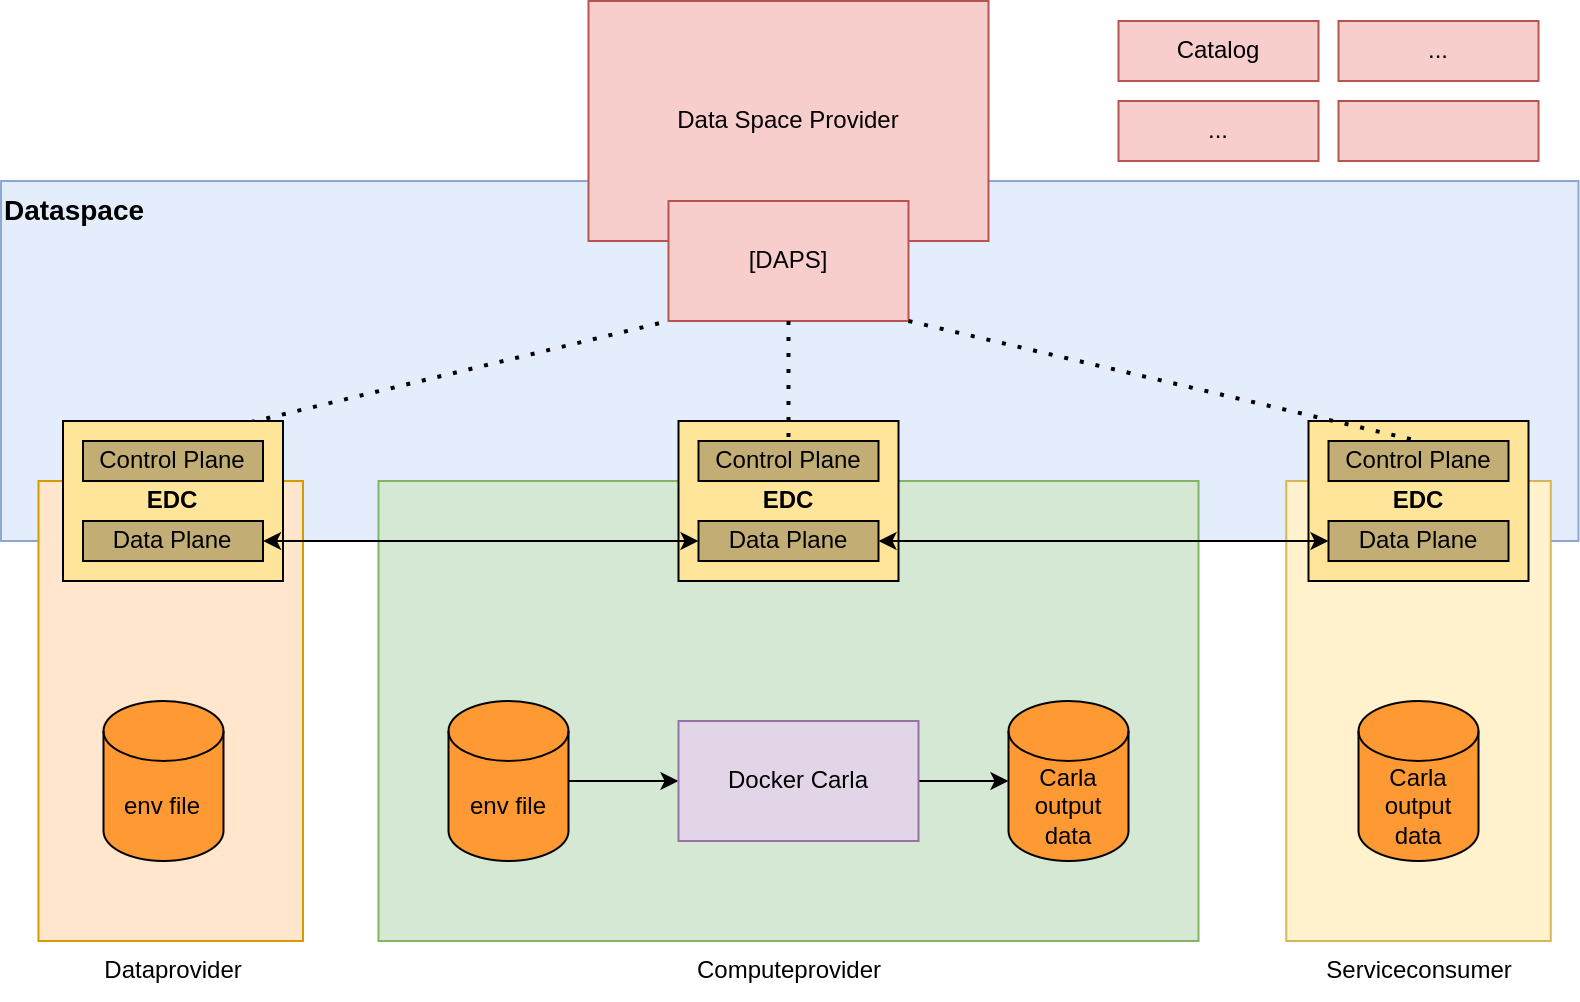 Data Space Provider
Catalog
...
...
Dataspace
[DAPS]
Control Plane
EDC
Data Plane
Control Plane
EDC
Data Plane
Control Plane
EDC
Data Plane
env file
env file
Docker Carla
Carla
output
data
Carla
output
data
Dataprovider
Computeprovider
Serviceconsumer